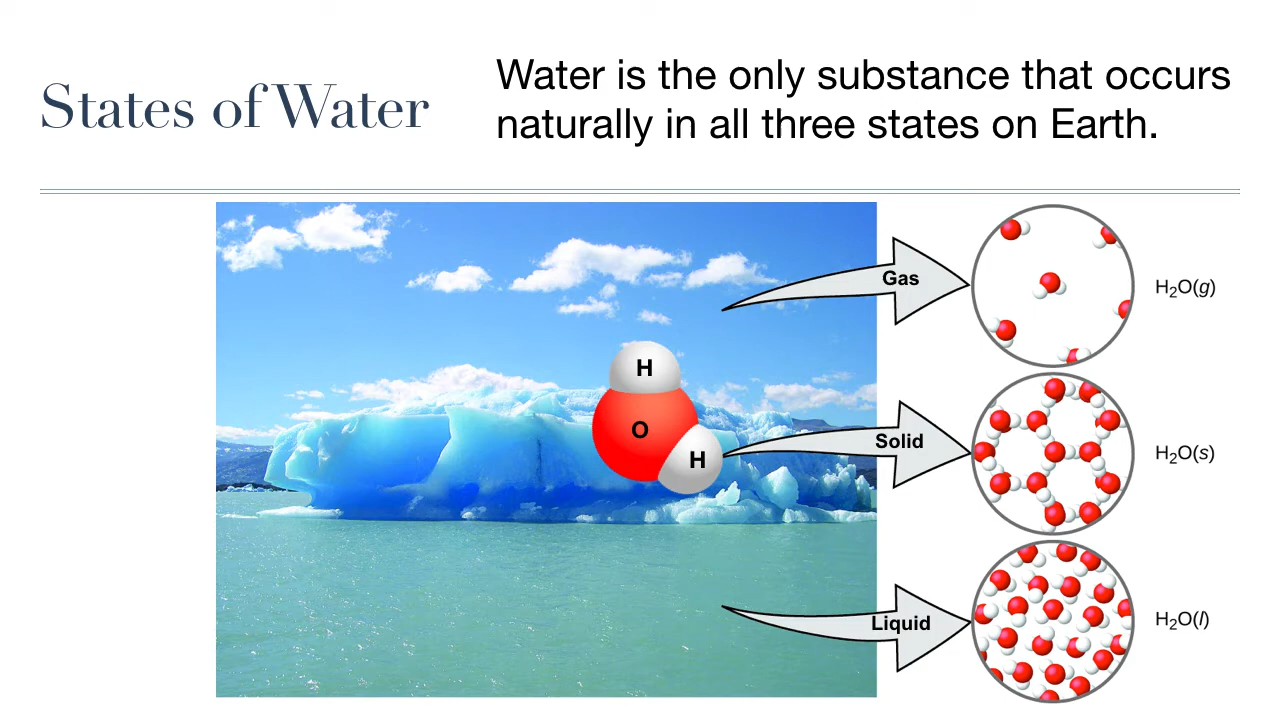 States of Water
Water is the only substance that occurs
naturally in all three states on Earth.
Gas
H₂O(g)
H
O
H
Solid
H₂O(s)
Liquid
H₂O(l)